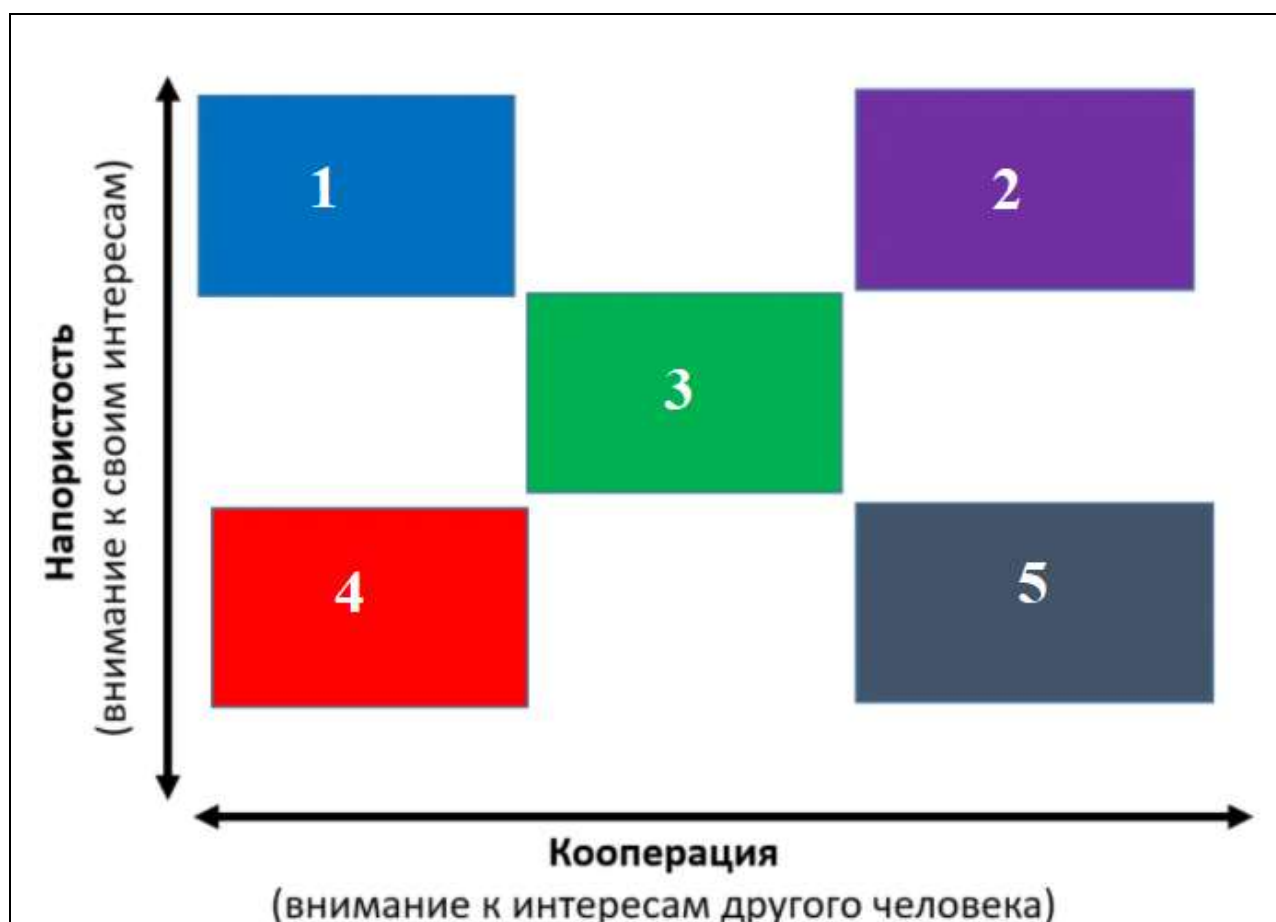 1
2
3
4
5
Напористость
(внимание к своим интересам)
Кооперация
(внимание к интересам другого человека)